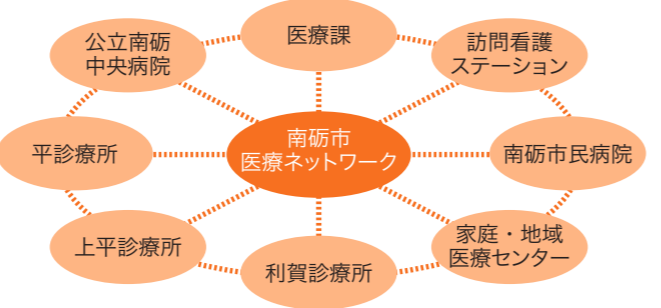 医療課
公立南砺
中央病院
訪問看護
ステーション
平診療所
南砺市
医療ネットワーク
南砺市民病院
上平診療所
家庭・地域
医療センター
利賀診療所